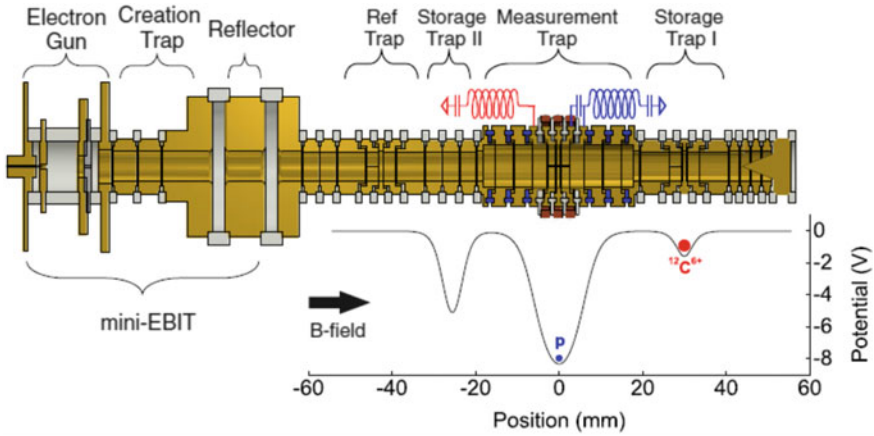 Electron
Gun
Creation
Trap
Reflector
Ref
Trap
Storage
Trap II
Measurement
Trap
Storage
Trap I
mini-EBIT
B-field
¹²C⁶⁺
p
0
-2
-4
-6
-8
Potential (V)
-60 -40 -20 0 20 40 60
Position (mm)